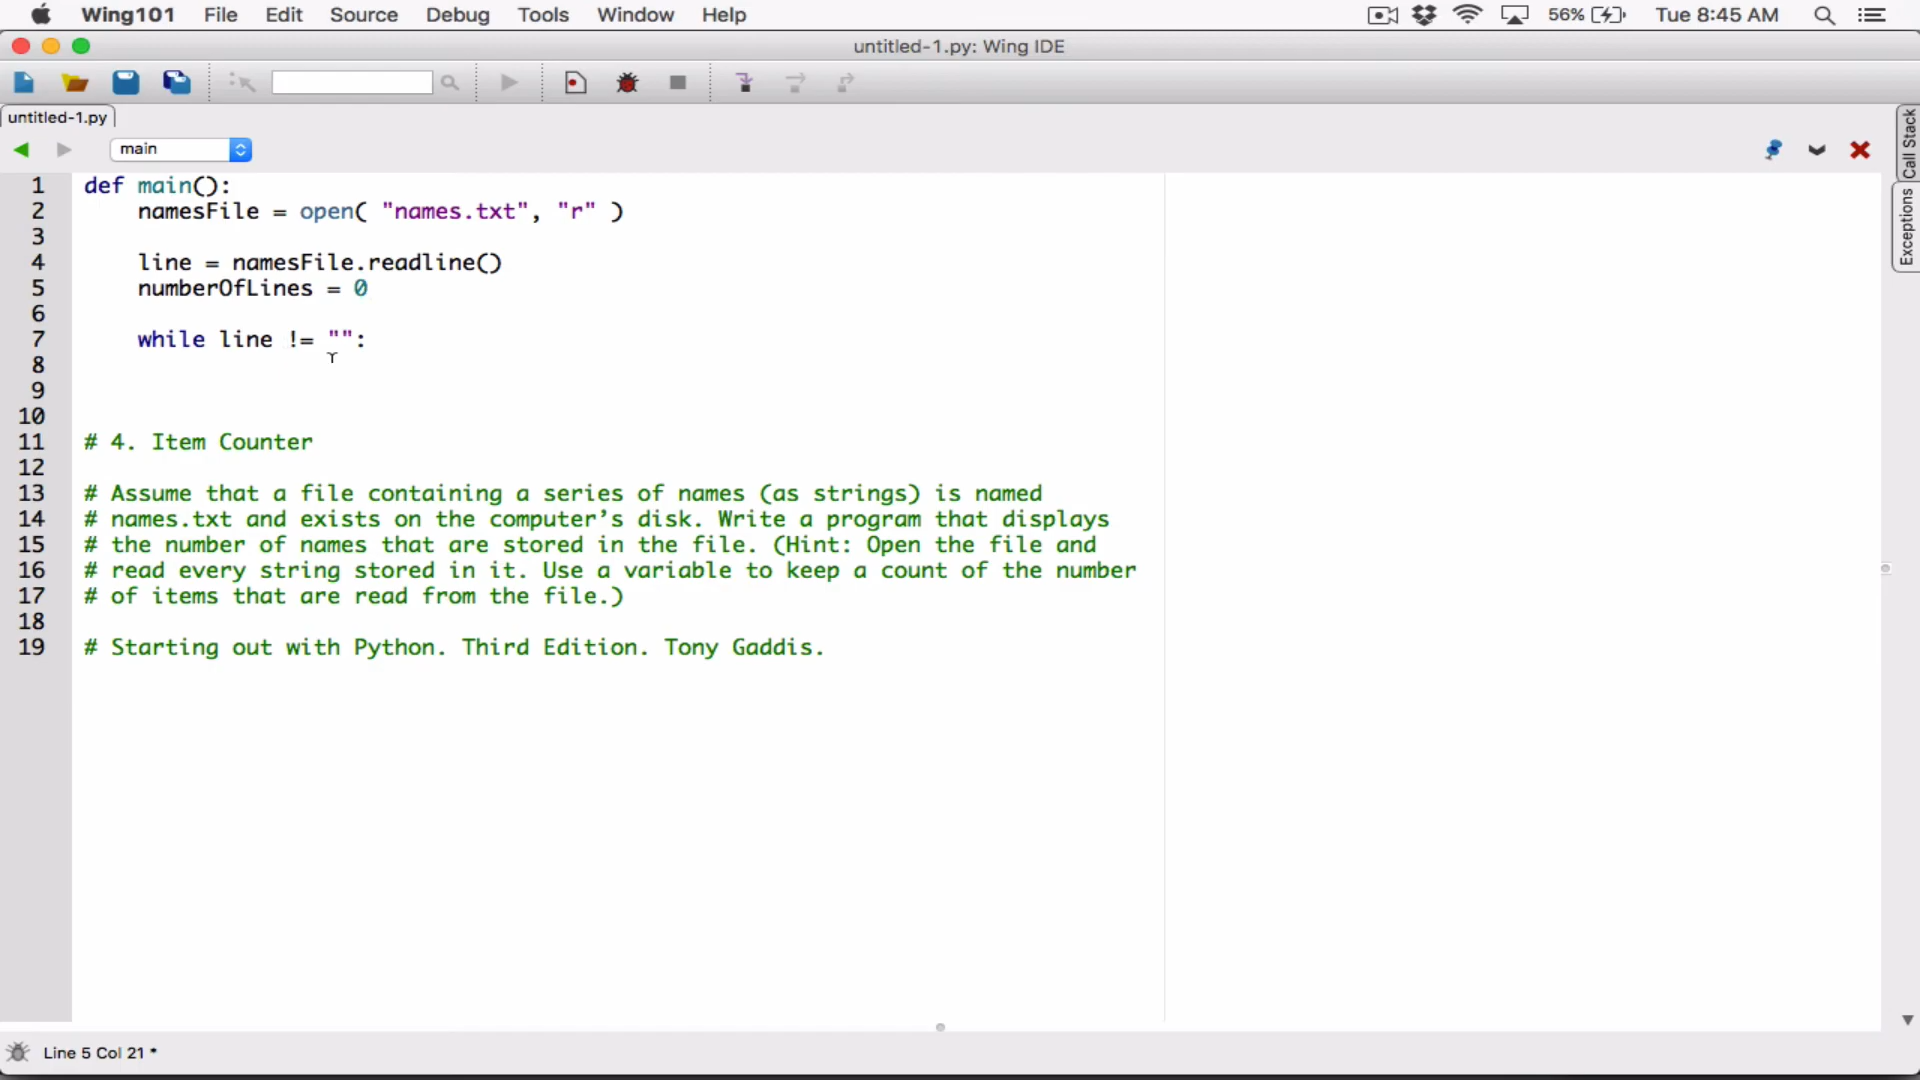 Wing101 File Edit Source Debug Tools Window Help 56% Tue 8:45 AM
untitled-1.py: Wing IDE
untitled-1.py
main
Call Stack
Exceptions
1 def main():
2 namesFile = open( "names.txt", "r" )
3
4 line = namesFile.readline()
5 numberOfLines = 0
6
7 while line != "":
8
9
10
11 # 4. Item Counter
12
13 # Assume that a file containing a series of names (as strings) is named
14 # names.txt and exists on the computer’s disk. Write a program that displays
15 # the number of names that are stored in the file. (Hint: Open the file and
16 # read every string stored in it. Use a variable to keep a count of the number
17 # of items that are read from the file.)
18
19 # Starting out with Python. Third Edition. Tony Gaddis.
Line 5 Col 21 *